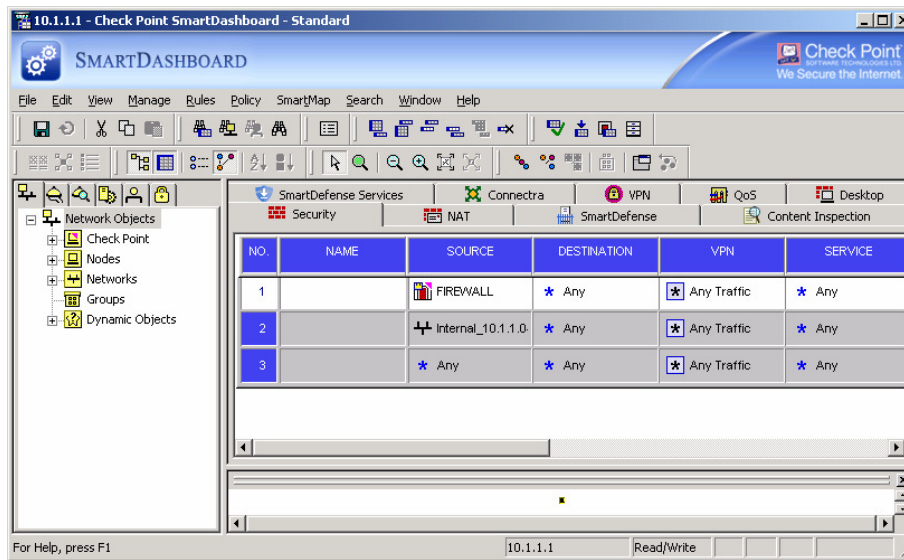 10.1.1.1 - Check Point SmartDashboard - Standard
SMARTDASHBOARD
Check Point
SOFTWARE TECHNOLOGIES LTD.
We Secure the Internet.
File Edit View Manage Rules Policy SmartMap Search Window Help
SmartDefense Services Connectra VPN QoS Desktop
Security NAT SmartDefense Content Inspection
Network Objects
Check Point
Nodes
Networks
Groups
Dynamic Objects
NO. NAME SOURCE DESTINATION VPN SERVICE
1 FIREWALL * Any * Any Traffic * Any
2 Internal_10.1.1.0- * Any * Any Traffic * Any
3 * Any * Any * Any Traffic * Any
For Help, press F1 10.1.1.1 Read/Write